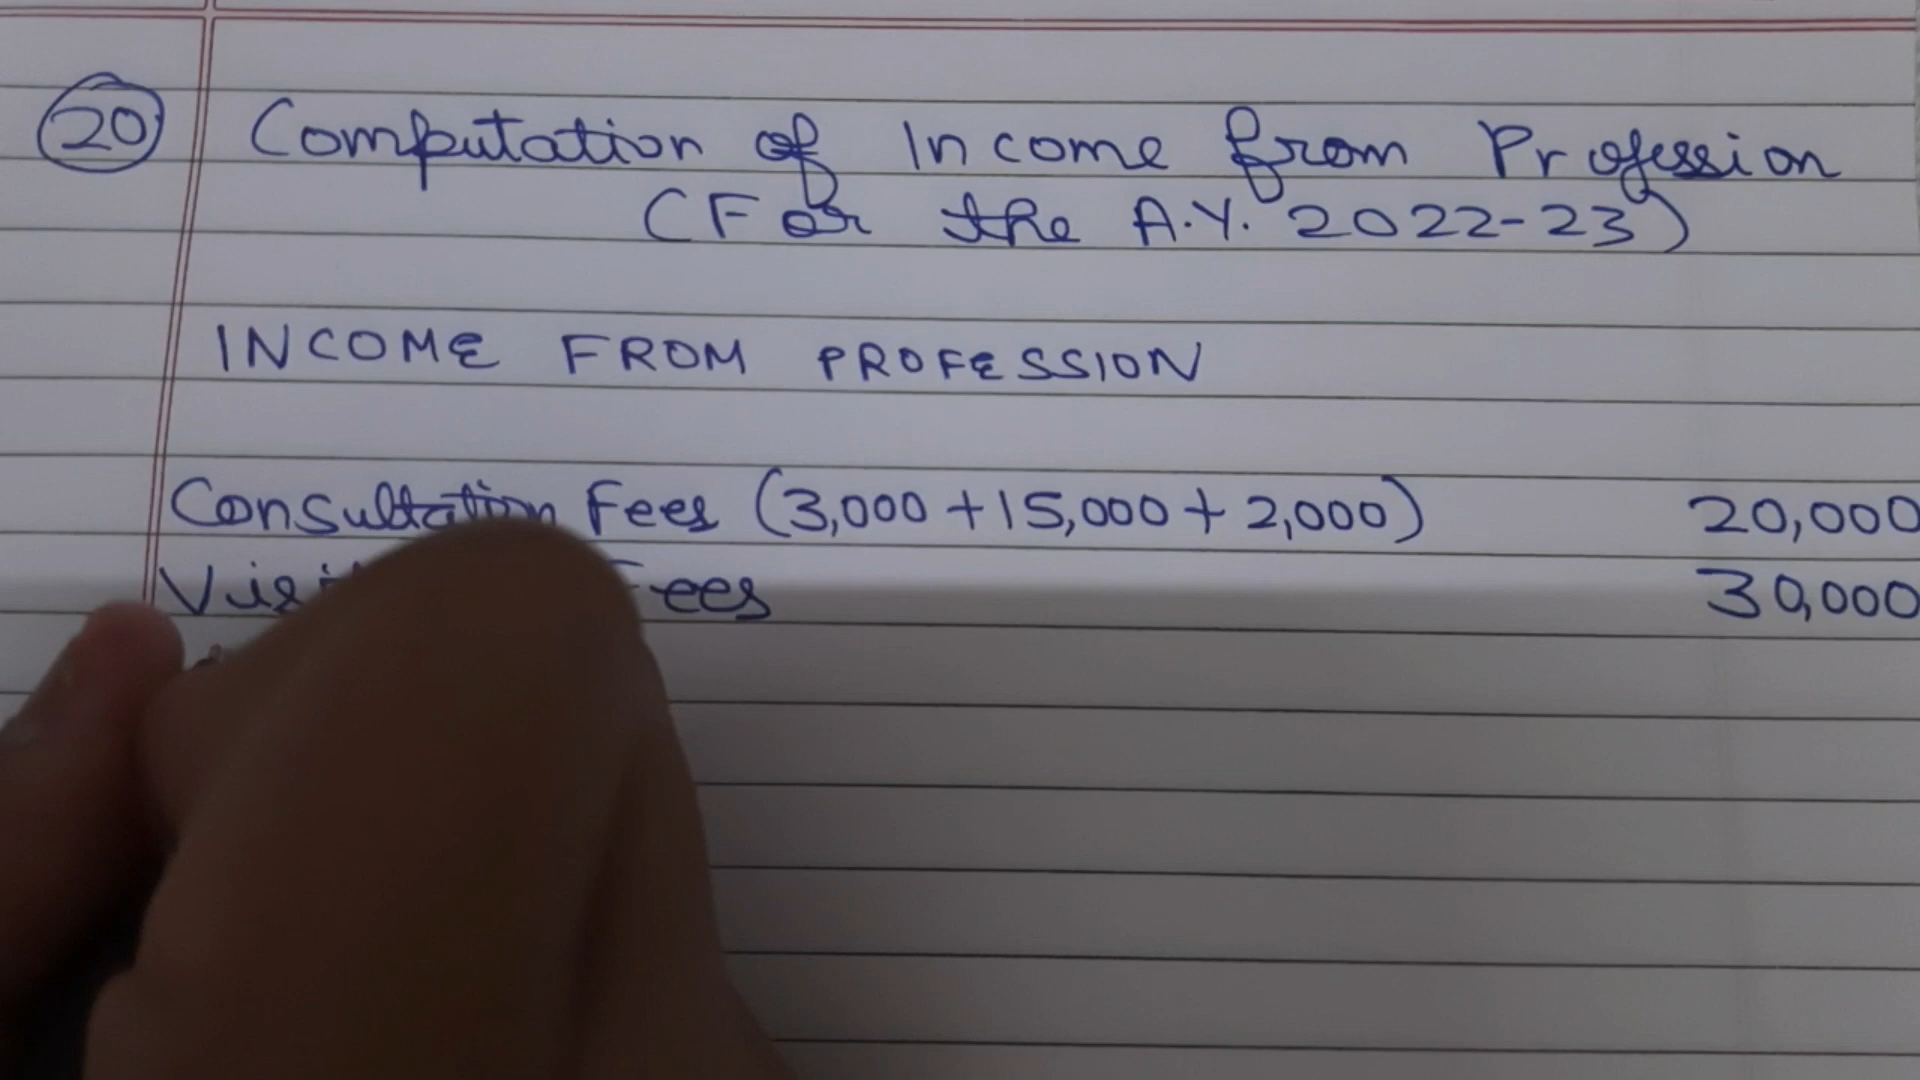 20 Computation of Income from Profession
(For the A.Y. 2022-23)
INCOME FROM PROFESSION
Consultation Fees (3,000 + 15,000 + 2,000) 20,000
Fees 30,000